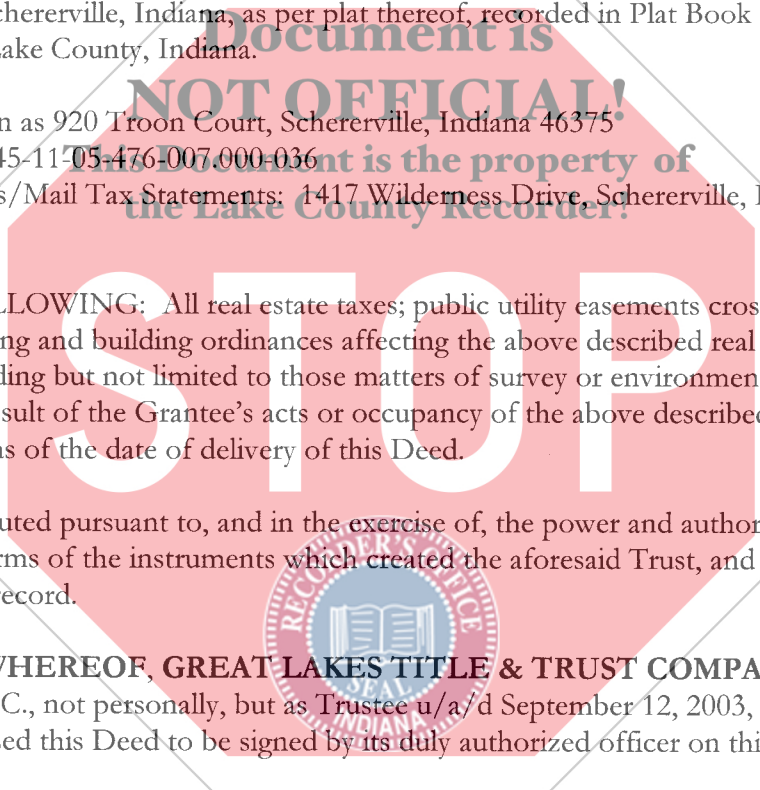 chererville, Indiana, as per plat thereof, recorded in Plat Book
Document is
ake County, Indiana.
NOT OFFICIAL!
n as 920 Troon Court, Schererville, Indiana 46375
45-11-05-476-007.000-036
This Document is the property of
s/Mail Tax Statements: 1417 Wilderness Drive, Schererville, I
the Lake County Recorder!
LLOWING: All real estate taxes; public utility easements cros
ng and building ordinances affecting the above described real
ding but not limited to those matters of survey or environmen
sult of the Grantee's acts or occupancy of the above described
as of the date of delivery of this Deed.
STOP
uted pursuant to, and in the exercise of, the power and author
rms of the instruments which created the aforesaid Trust, and
record.
RECORDER'S OFFICE
WHEREOF, GREAT LAKES TITLE & TRUST COMPA
SEAL
C., not personally, but as Trustee u/a/d September 12, 2003,
INDIANA
ed this Deed to be signed by its duly authorized officer on thi